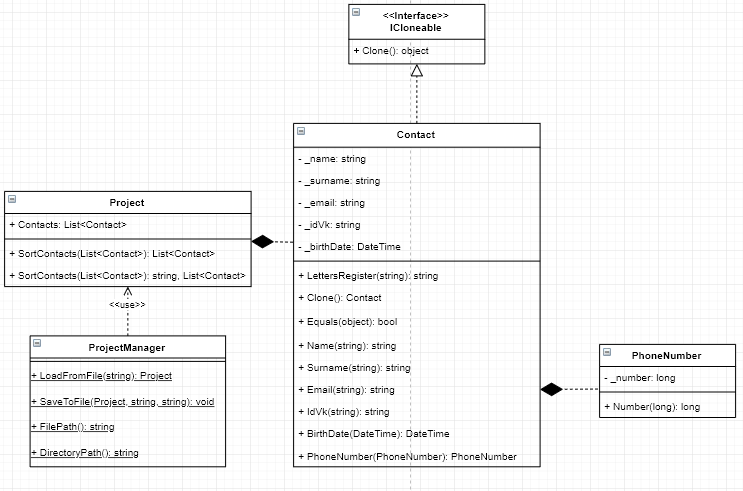 <<Interface>>
ICloneable
+ Clone(): object
Contact
- _name: string
- _surname: string
- _email: string
- _idVk: string
- _birthDate: DateTime
+ LettersRegister(string): string
+ Clone(): Contact
+ Equals(object): bool
+ Name(string): string
+ Surname(string): string
+ Email(string): string
+ IdVk(string): string
+ BirthDate(DateTime): DateTime
+ PhoneNumber(PhoneNumber): PhoneNumber
Project
+ Contacts: List<Contact>
+ SortContacts(List<Contact>): List<Contact>
+ SortContacts(List<Contact>): string, List<Contact>
<<use>>
ProjectManager
+ LoadFromFile(string): Project
+ SaveToFile(Project, string, string): void
+ FilePath(): string
+ DirectoryPath(): string
PhoneNumber
- _number: long
+ Number(long): long